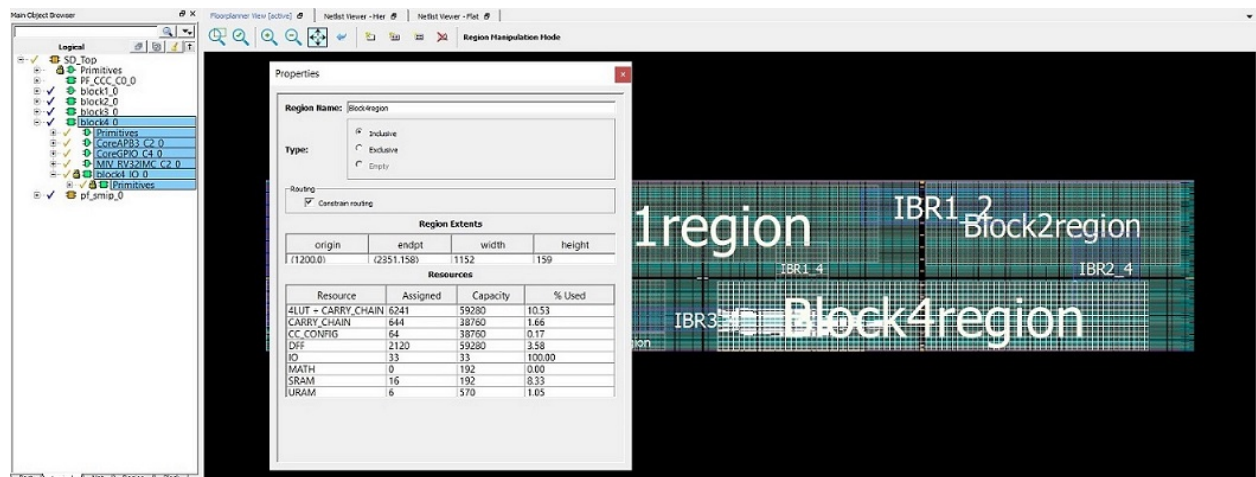 Main Object Browser
Floorplanner View [active] Netlist Viewer - Hier Netlist Viewer - Flat
Region Manipulation Mode
Logical
SD_Top
Primitives
PF_CCC_C0_0
block1_0
block2_0
block3_0
block4_0
Primitives
CoreAPB3_C2_0
CoreGPIO_C4_0
MIV_RV32IMC_C2_0
block4_IO_0
Primitives
pf_smip_0
Properties
Region Name: Block4region
Type:
Inclusive
Exclusive
Empty
Routing
Constrain routing
Region Extents
origin endpt width height
(1200.0) (2351.158) 1152 159
Resources
Resource Assigned Capacity % Used
4LUT + CARRY_CHAIN 6241 59280 10.53
CARRY_CHAIN 644 38760 1.66
CC_CONFIG 64 38760 0.17
DFF 2120 59280 3.58
IO 33 33 100.00
MATH 0 192 0.00
SRAM 16 192 8.33
URAM 6 570 1.05
1region
IBR1_2
Block2region
IBR1_4
IBR2_4
IBR3
Block4region